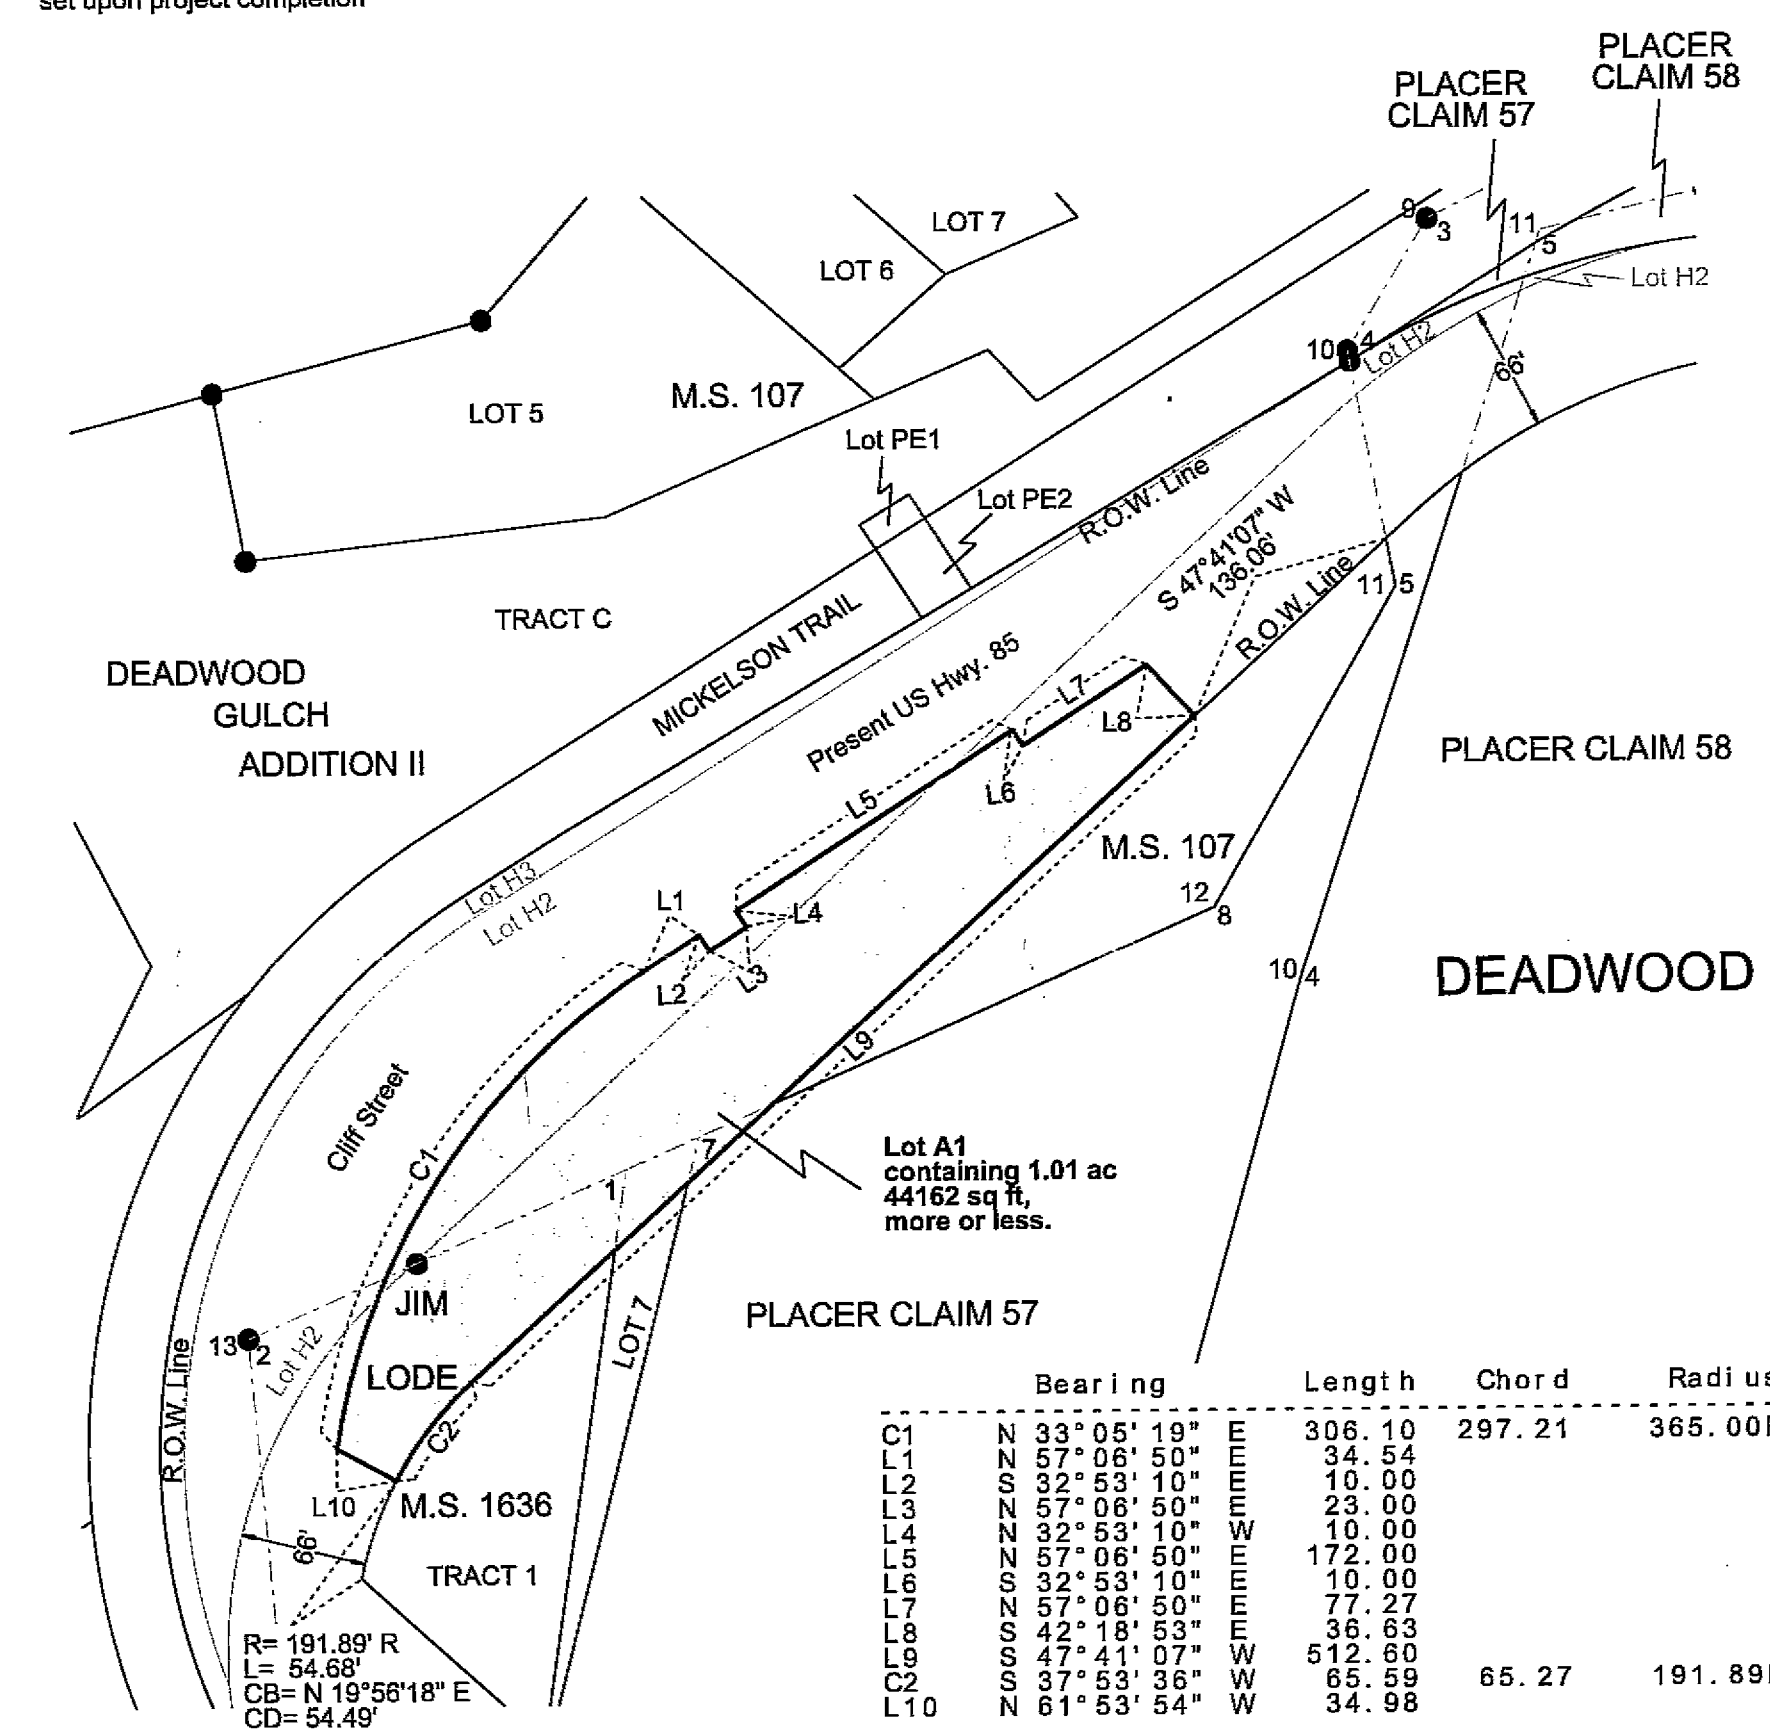 set upon project completion
PLACER
CLAIM 58
PLACER
CLAIM 57
LOT 7
9
3
11
5
LOT 6
Lot H2
10
4
1
Lot H2
66'
M.S. 107
LOT 5
Lot PE1
Lot PE2
R.O.W. Line
S 47°41'07" W
136.06'
R.O.W. Line
11
5
TRACT C
MICKELSON TRAIL
DEADWOOD
GULCH
ADDITION II
Present US Hwy. 85
L7
L8
PLACER CLAIM 58
L5
L6
M.S. 107
Lot H3
Lot H2
L1
L4
12
8
L2
L3
10
4
DEADWOOD
L9
Cliff Street
C1
7
1
Lot A1
containing 1.01 ac
44162 sq ft,
more or less.
JIM
13
2
Lot H2
LODE
PLACER CLAIM 57
LOT 7
R.O.W. Line
C2
L10
M.S. 1636
66'
TRACT 1
R= 191.89' R
L= 54.68'
CB= N 19°56'18" E
CD= 54.49'
Bearing Length Chord Radius
C1 N 33°05'19" E 306.10 297.21 365.00
L1 N 57°06'50" E 34.54
L2 S 32°53'10" E 10.00
L3 N 57°06'50" E 23.00
L4 N 32°53'10" W 10.00
L5 N 57°06'50" E 172.00
L6 S 32°53'10" E 10.00
L7 N 57°06'50" E 77.27
L8 S 42°18'53" E 36.63
L9 S 47°41'07" W 512.60
C2 S 37°53'36" W 65.59 65.27 191.89
L10 N 61°53'54" W 34.98